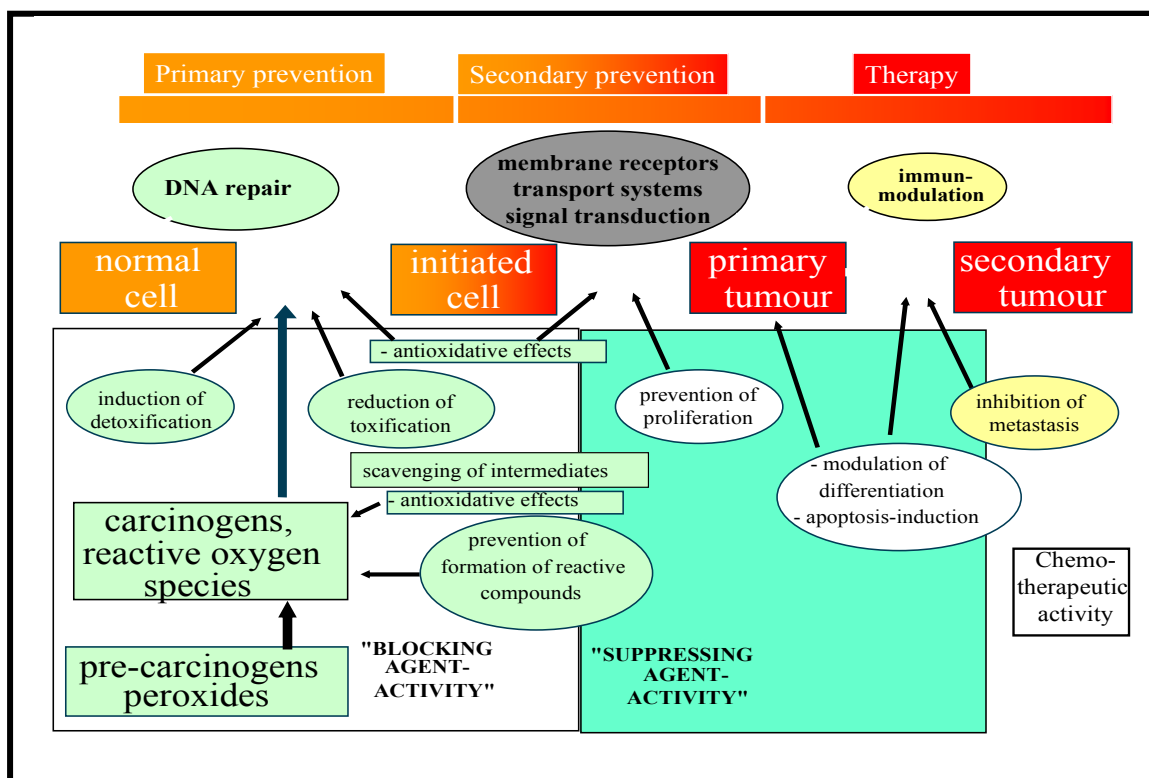 Primary prevention
Secondary prevention
Therapy
DNA repair
membrane receptors
transport systems
signal transduction
immun-
modulation
normal
cell
initiated
cell
primary
tumour
secondary
tumour
- antioxidative effects
induction of
detoxification
reduction of
toxification
prevention of
proliferation
inhibition of
metastasis
scavenging of intermediates
- antioxidative effects
- modulation of
differentiation
- apoptosis-induction
carcinogens,
reactive oxygen
species
prevention of
formation of reactive
compounds
Chemo-
therapeutic
activity
pre-carcinogens
peroxides
"BLOCKING
AGENT-
ACTIVITY"
"SUPPRESSING
AGENT-
ACTIVITY"